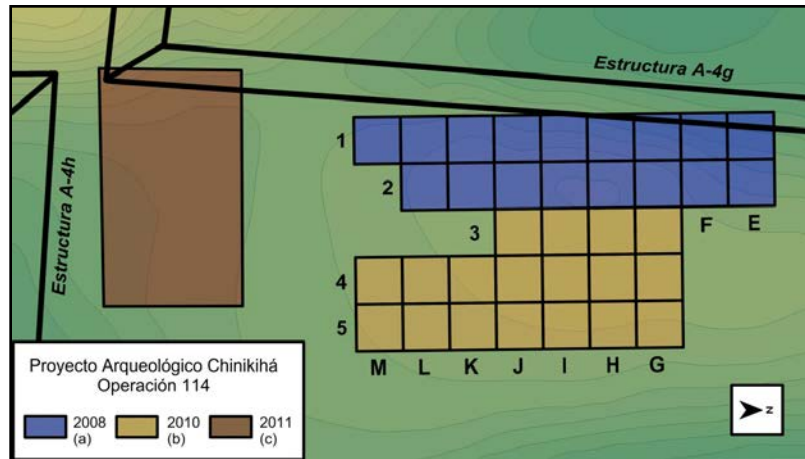 Estructura A-4g
Estructura A-4h
1
2
3
F
E
4
5
M
L
K
J
I
H
G
Proyecto Arqueológico Chinikihá
Operación 114
2008
(a)
2010
(b)
2011
(c)
N